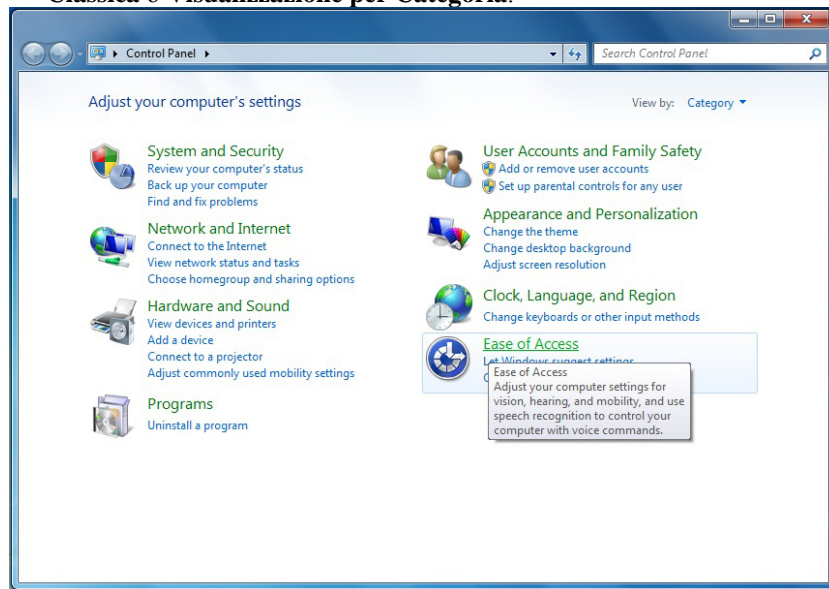 Classica o Visualizzazione per Categoria.
Control Panel
Search Control Panel
Adjust your computer's settings
View by: Category
System and Security
Review your computer's status
Back up your computer
Find and fix problems
Network and Internet
Connect to the Internet
View network status and tasks
Choose homegroup and sharing options
Hardware and Sound
View devices and printers
Add a device
Connect to a projector
Adjust commonly used mobility settings
Programs
Uninstall a program
User Accounts and Family Safety
Add or remove user accounts
Set up parental controls for any user
Appearance and Personalization
Change the theme
Change desktop background
Adjust screen resolution
Clock, Language, and Region
Change keyboards or other input methods
Ease of Access
Let Windows suggest settings
Ease of Access
Adjust your computer settings for
vision, hearing, and mobility, and use
speech recognition to control your
computer with voice commands.